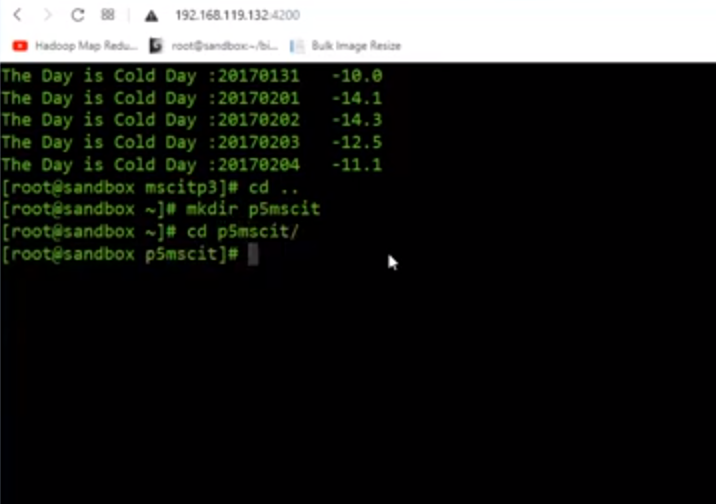 192.168.119.132:4200
Hadoop Map Redu... root@sandbox:~/bi... Bulk Image Resize
The Day is Cold Day :20170131 -10.0
The Day is Cold Day :20170201 -14.1
The Day is Cold Day :20170202 -14.3
The Day is Cold Day :20170203 -12.5
The Day is Cold Day :20170204 -11.1
[root@sandbox mscitp3]# cd ..
[root@sandbox ~]# mkdir p5mscit
[root@sandbox ~]# cd p5mscit/
[root@sandbox p5mscit]#